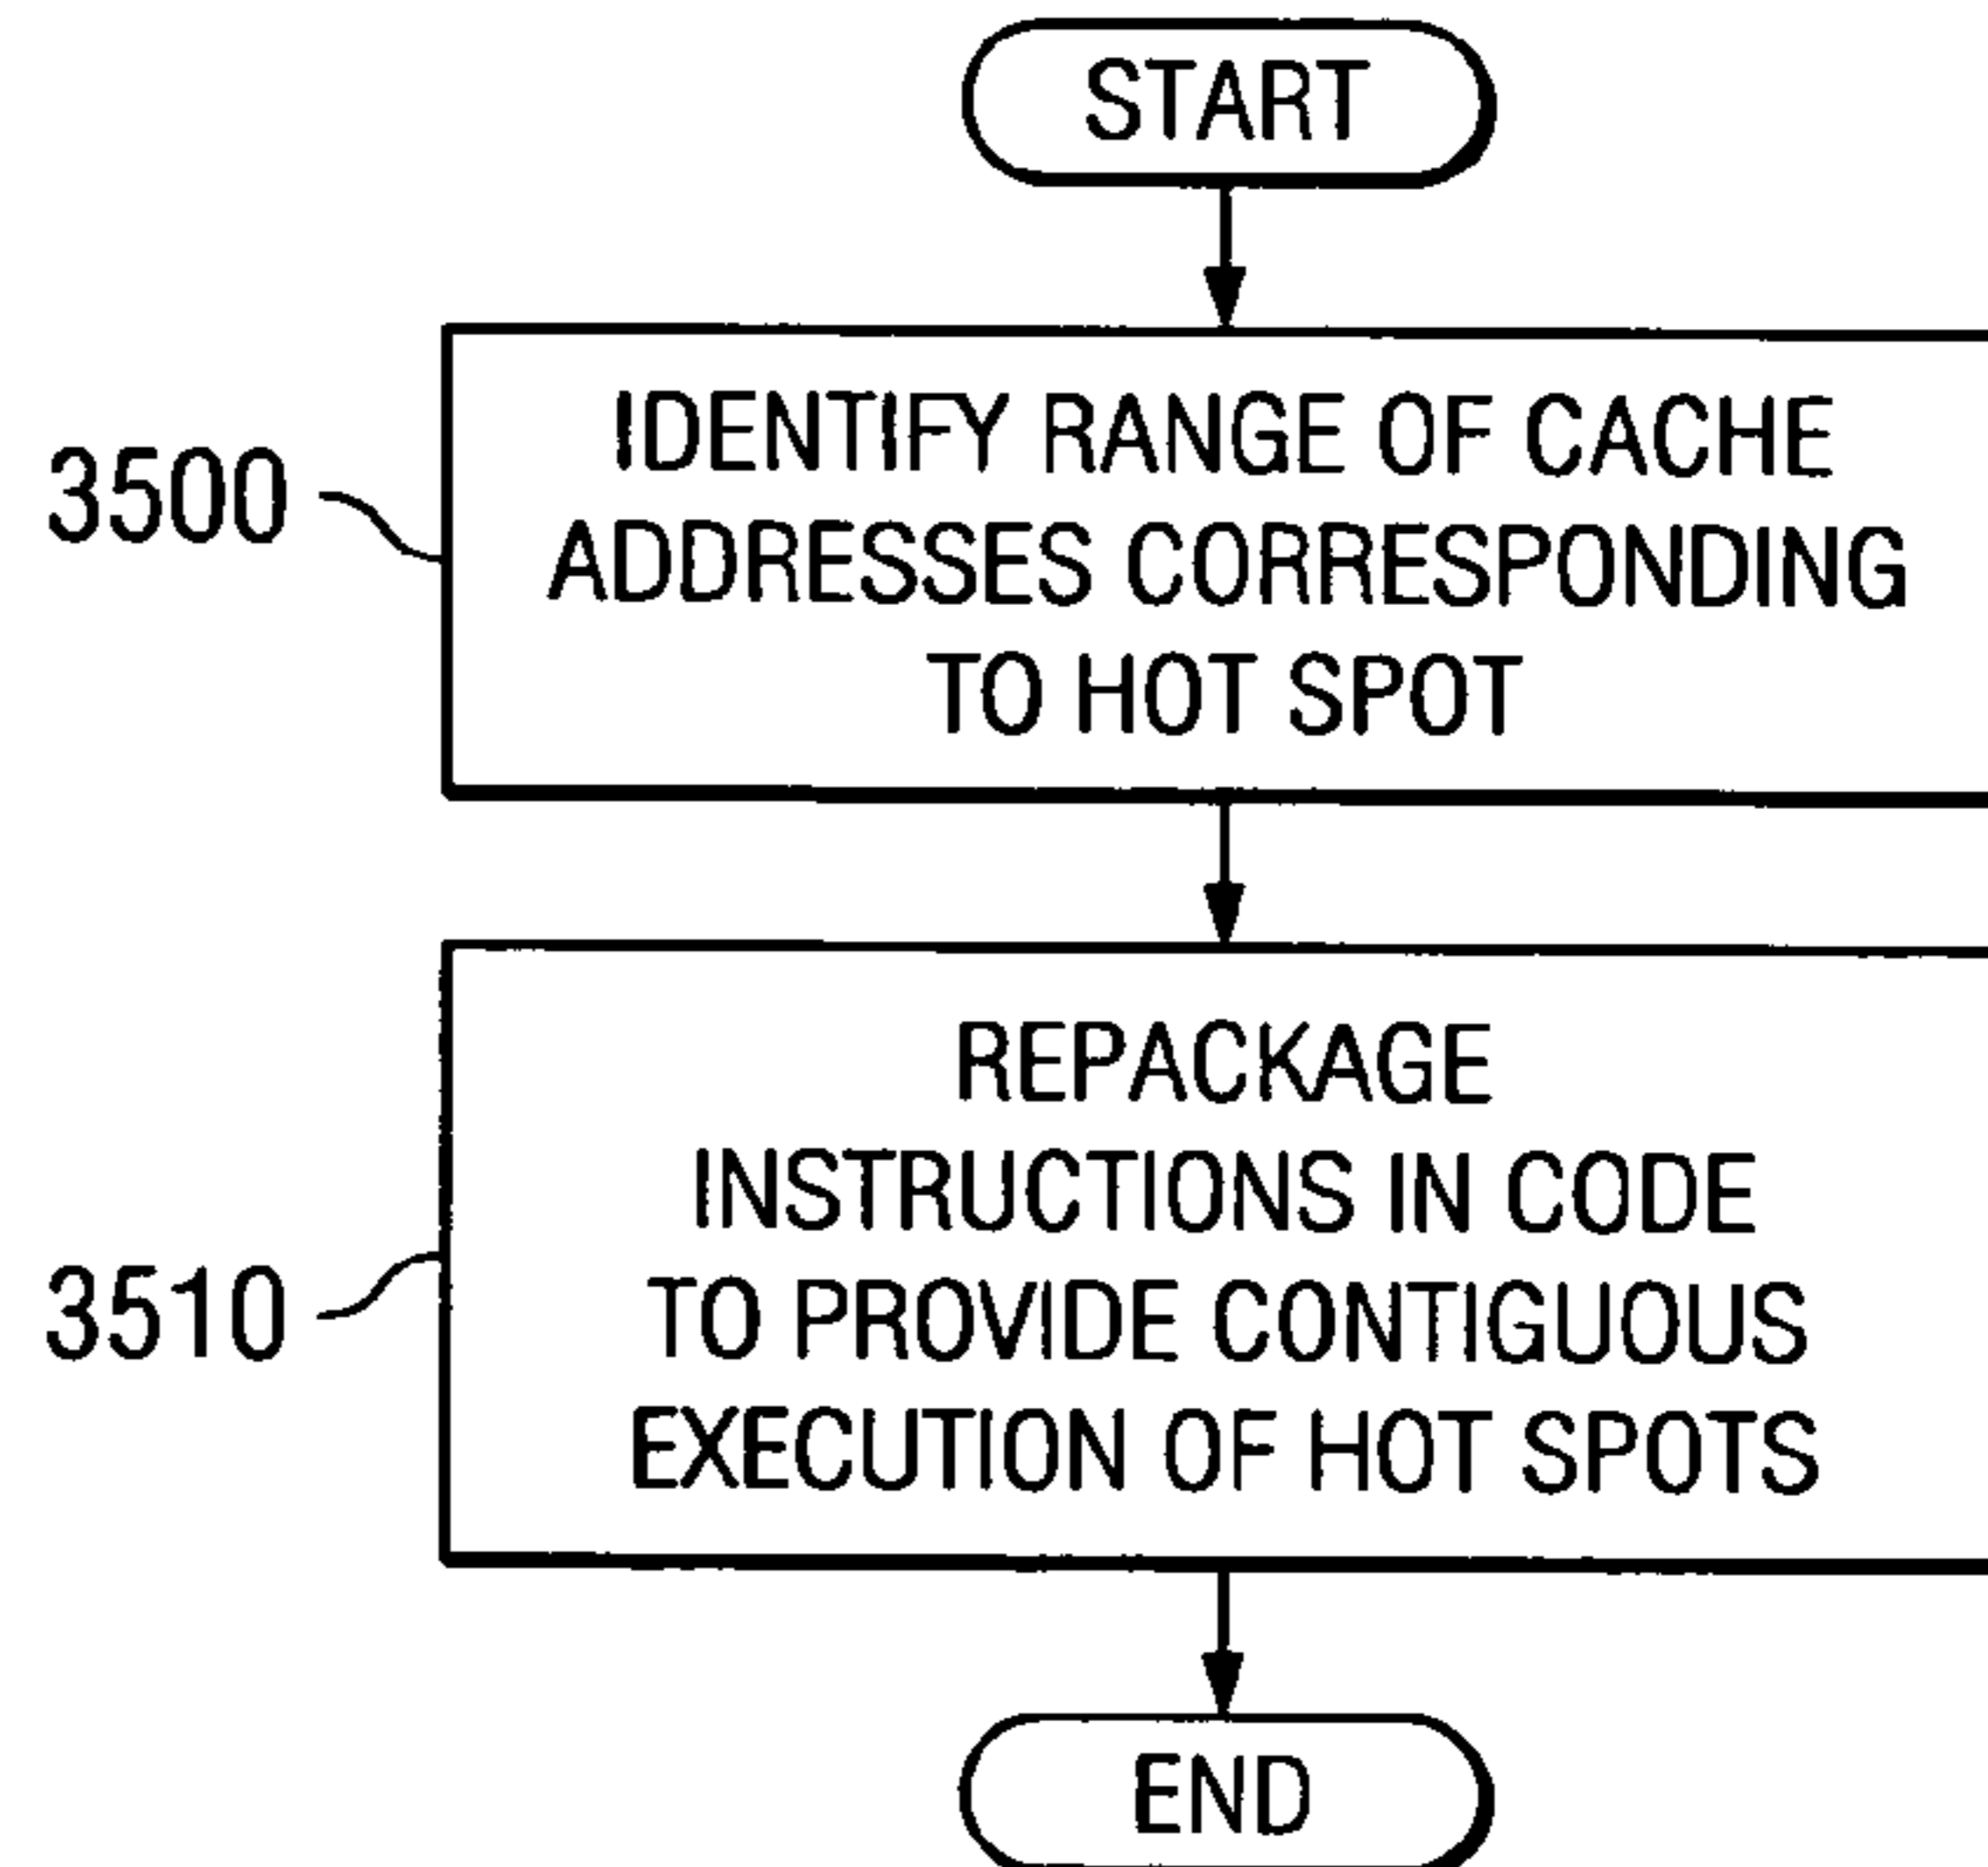 START
3500
IDENTIFY RANGE OF CACHE
ADDRESSES CORRESPONDING
TO HOT SPOT
3510
REPACKAGE
INSTRUCTIONS IN CODE
TO PROVIDE CONTIGUOUS
EXECUTION OF HOT SPOTS
END